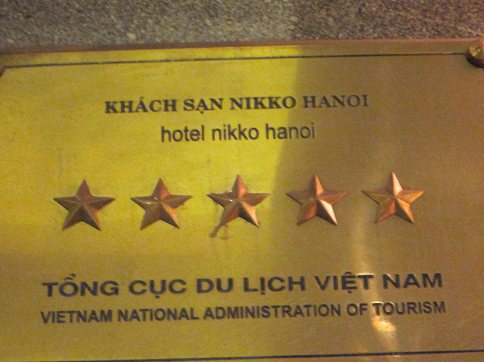 KHÁCH SẠN NIKKO HANOI
hotel nikko hanoi
TỔNG CỤC DU LỊCH VIỆT NAM
VIETNAM NATIONAL ADMINISTRATION OF TOURISM